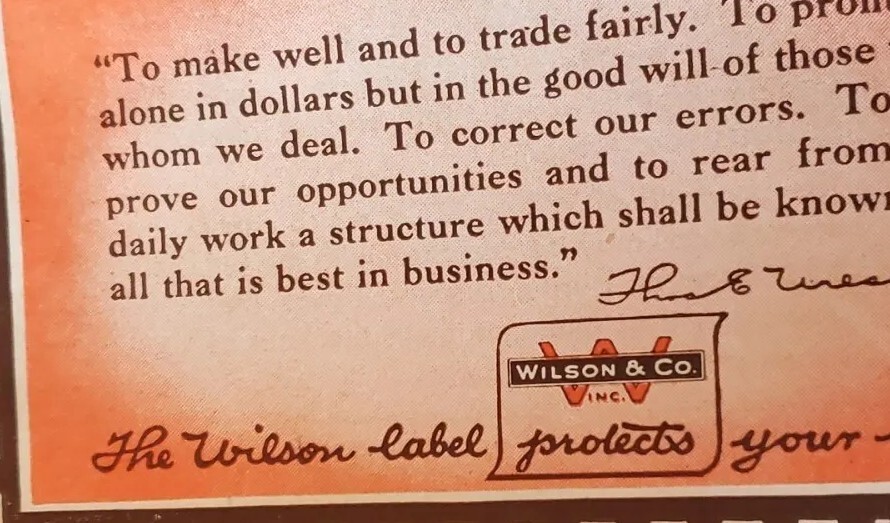 “To make well and to trade fairly. To
alone in dollars but in the good will of those
whom we deal. To correct our errors. To
prove our opportunities and to rear from
daily work a structure which shall be
all that is best in business.”
WILSON & CO.
INC.
The Wilson label protects your